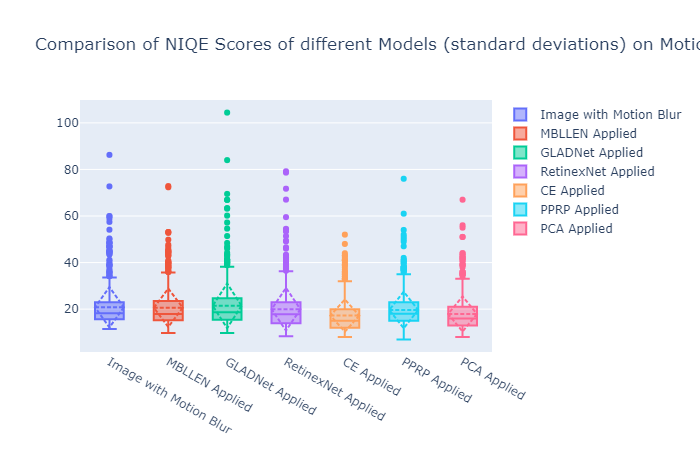 Comparison of NIQE Scores of different Models (standard deviations) on Motio
100
80
60
40
20
Image with Motion Blur
MBLLEN Applied
GLADNet Applied
RetinexNet Applied
CE Applied
PPRP Applied
PCA Applied
Image with Motion Blur
MBLLEN Applied
GLADNet Applied
RetinexNet Applied
CE Applied
PPRP Applied
PCA Applied